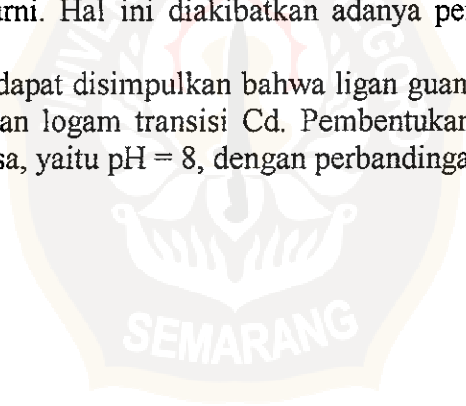 urni. Hal ini diakibatkan adanya pe
dapat disimpulkan bahwa ligan guan
an logam transisi Cd. Pembentukan
sa, yaitu pH = 8, dengan perbandinga
SEMARANG